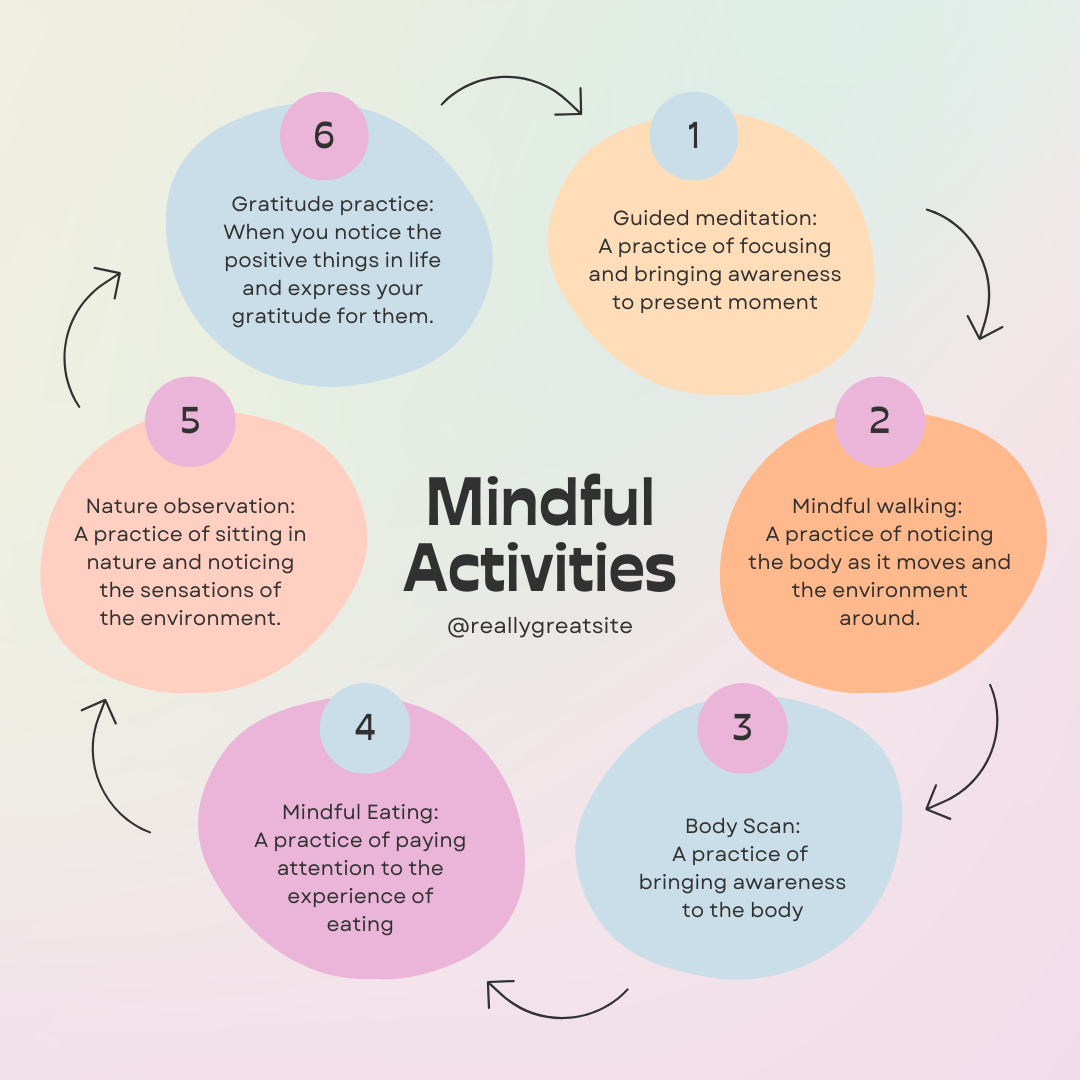 Mindful
Activities
@reallygreatsite
1
Guided meditation:
A practice of focusing
and bringing awareness
to present moment
2
Mindful walking:
A practice of noticing
the body as it moves and
the environment
around.
3
Body Scan:
A practice of
bringing awareness
to the body
4
Mindful Eating:
A practice of paying
attention to the
experience of
eating
5
Nature observation:
A practice of sitting in
nature and noticing
the sensations of
the environment.
6
Gratitude practice:
When you notice the
positive things in life
and express your
gratitude for them.